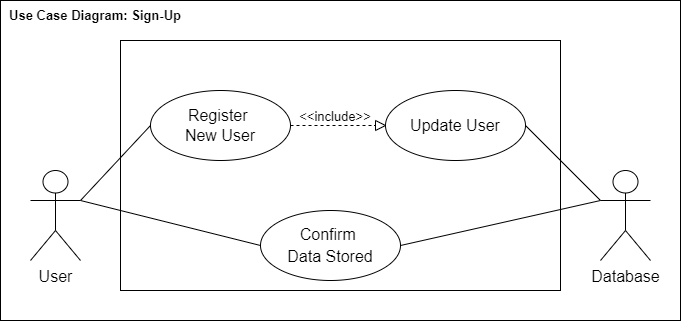 Use Case Diagram: Sign-Up
Register
New User
<<include>>
Update User
Confirm
Data Stored
User
Database